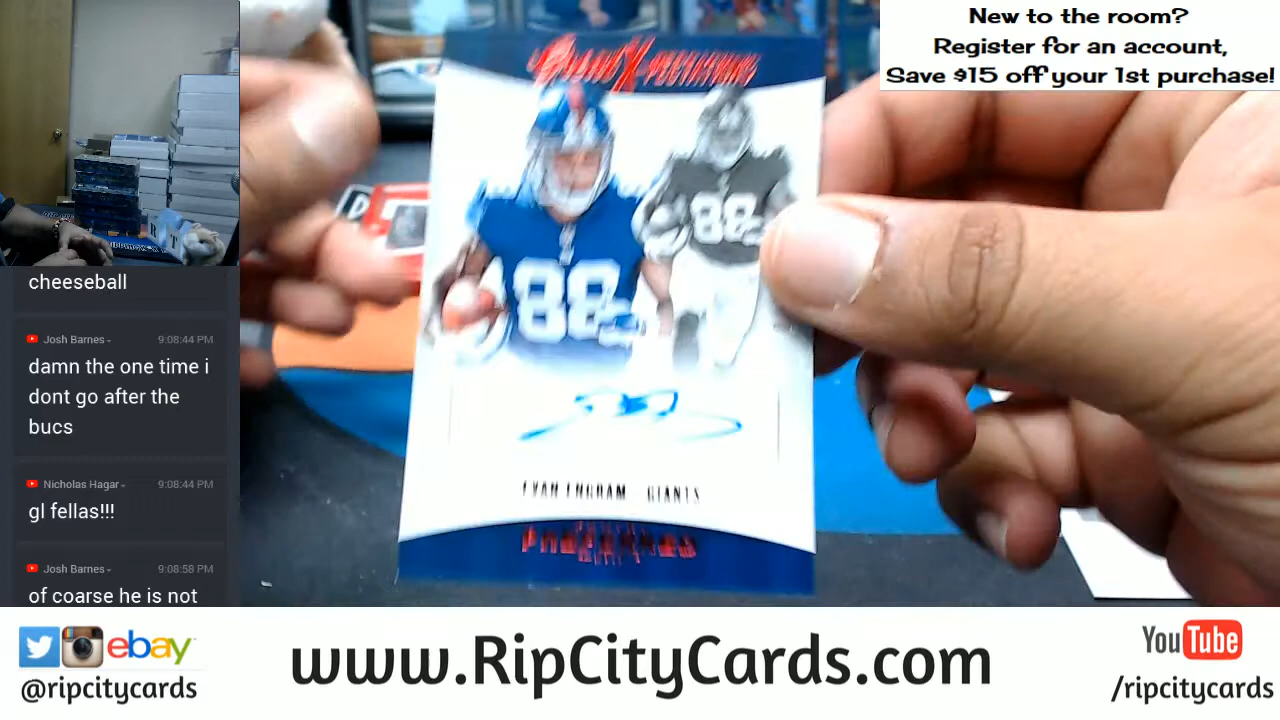 New to the room?
Register for an account,
Save $15 off your 1st purchase!
cheeseball
Josh Barnes
9:08:44 PM
damn the one time i
dont go after the
bucs
Nicholas Hagar
9:08:44 PM
gl fellas!!!
Josh Barnes
9:08:58 PM
of coarse he is not
88
88
EVAN ENGRAM GIANTS
ebay
@ripcitycards
www.RipCityCards.com
YouTube
/ripcitycards